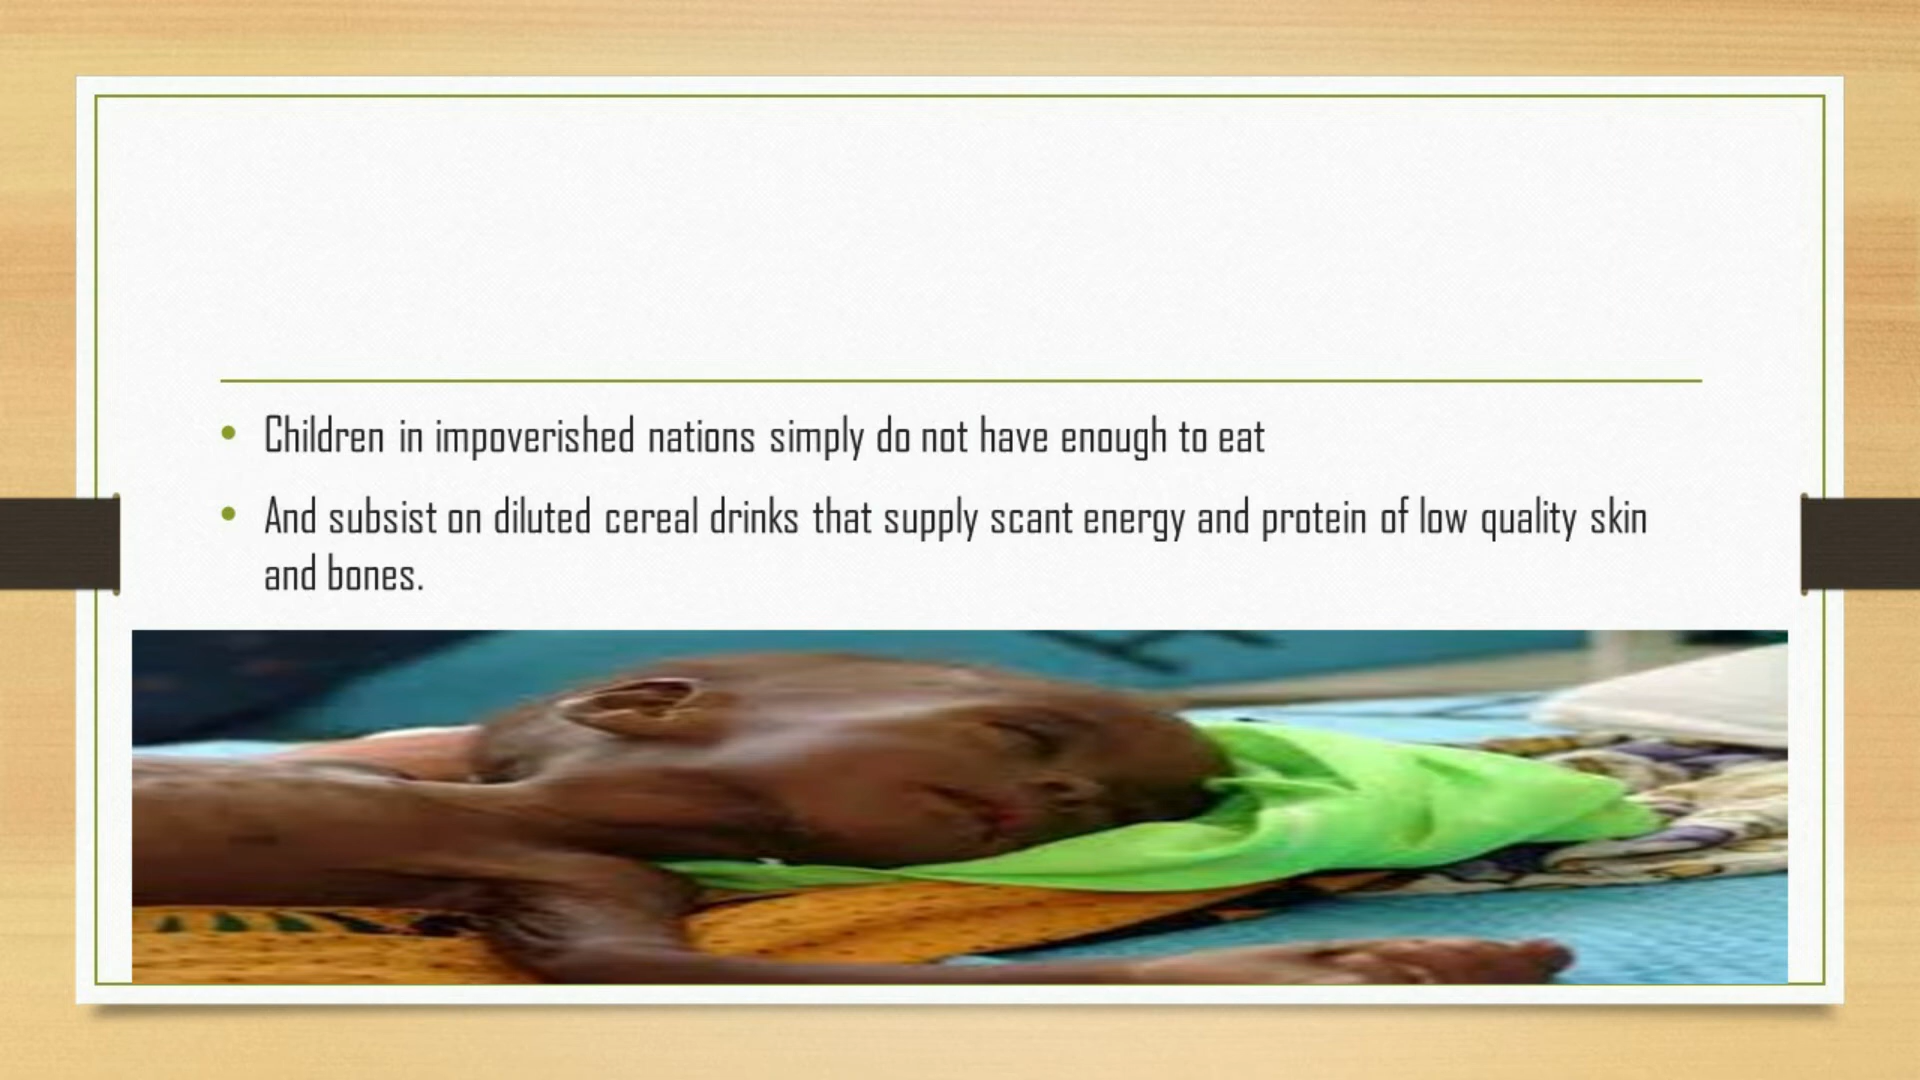 • Children in impoverished nations simply do not have enough to eat
• And subsist on diluted cereal drinks that supply scant energy and protein of low quality skin
and bones.